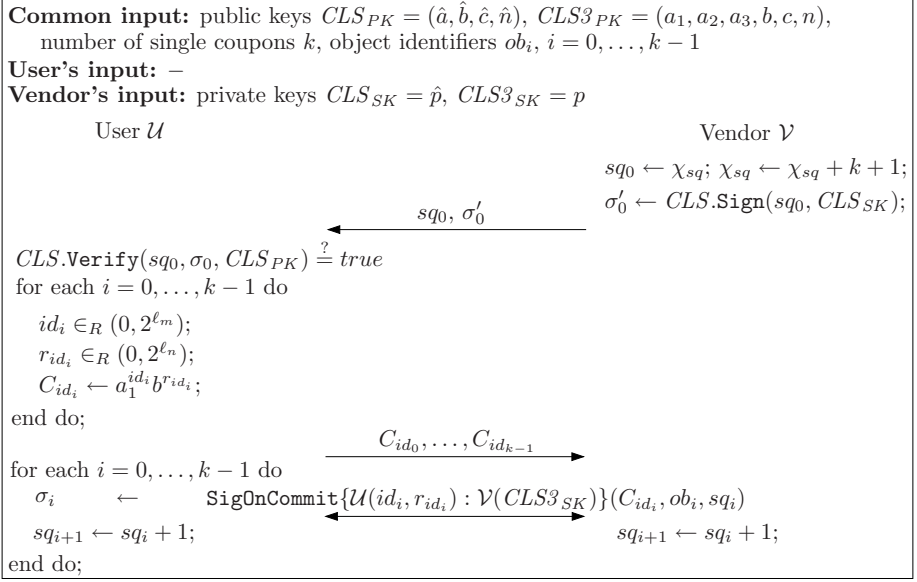 Common input: public keys CLS_PK = (â, b̂, ĉ, n̂), CLS3_PK = (a_1, a_2, a_3, b, c, n),
number of single coupons k, object identifiers ob_i, i = 0, . . . , k − 1
User's input: −
Vendor's input: private keys CLS_SK = p̂, CLS3_SK = p
User 𝒰 Vendor 𝒱
sq_0 ← χ_sq; χ_sq ← χ_sq + k + 1;
σ′_0 ← CLS.Sign(sq_0, CLS_SK);
sq_0, σ′_0
CLS.Verify(sq_0, σ_0, CLS_PK) ≟ true
for each i = 0, . . . , k − 1 do
id_i ∈_R (0, 2^{ℓ_m});
r_{id_i} ∈_R (0, 2^{ℓ_n});
C_{id_i} ← a_1^{id_i} b^{r_{id_i}};
end do;
C_{id_0}, . . . , C_{id_{k−1}}
for each i = 0, . . . , k − 1 do
σ_i ← SigOnCommit{𝒰(id_i, r_{id_i}) : 𝒱(CLS3_SK)}(C_{id_i}, ob_i, sq_i)
sq_{i+1} ← sq_i + 1; sq_{i+1} ← sq_i + 1;
end do;